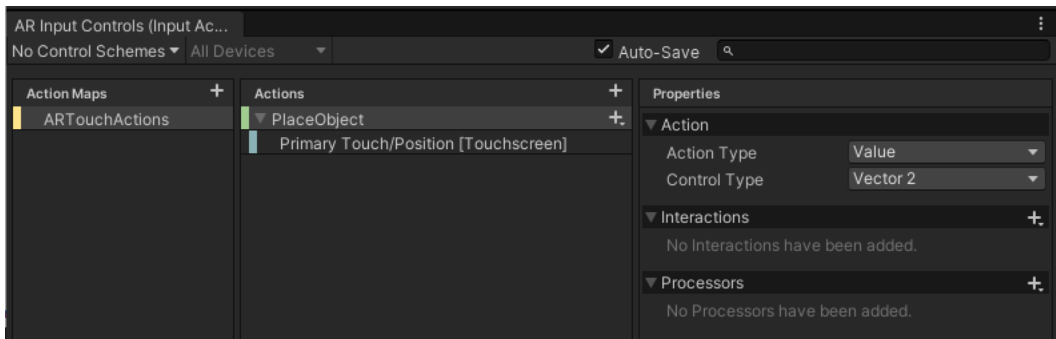 AR Input Controls (Input Ac...
No Control Schemes All Devices Auto-Save
Action Maps + Actions + Properties
ARTouchActions PlaceObject + Action
Primary Touch/Position [Touchscreen] Action Type Value
Control Type Vector 2
Interactions +
No Interactions have been added.
Processors +
No Processors have been added.